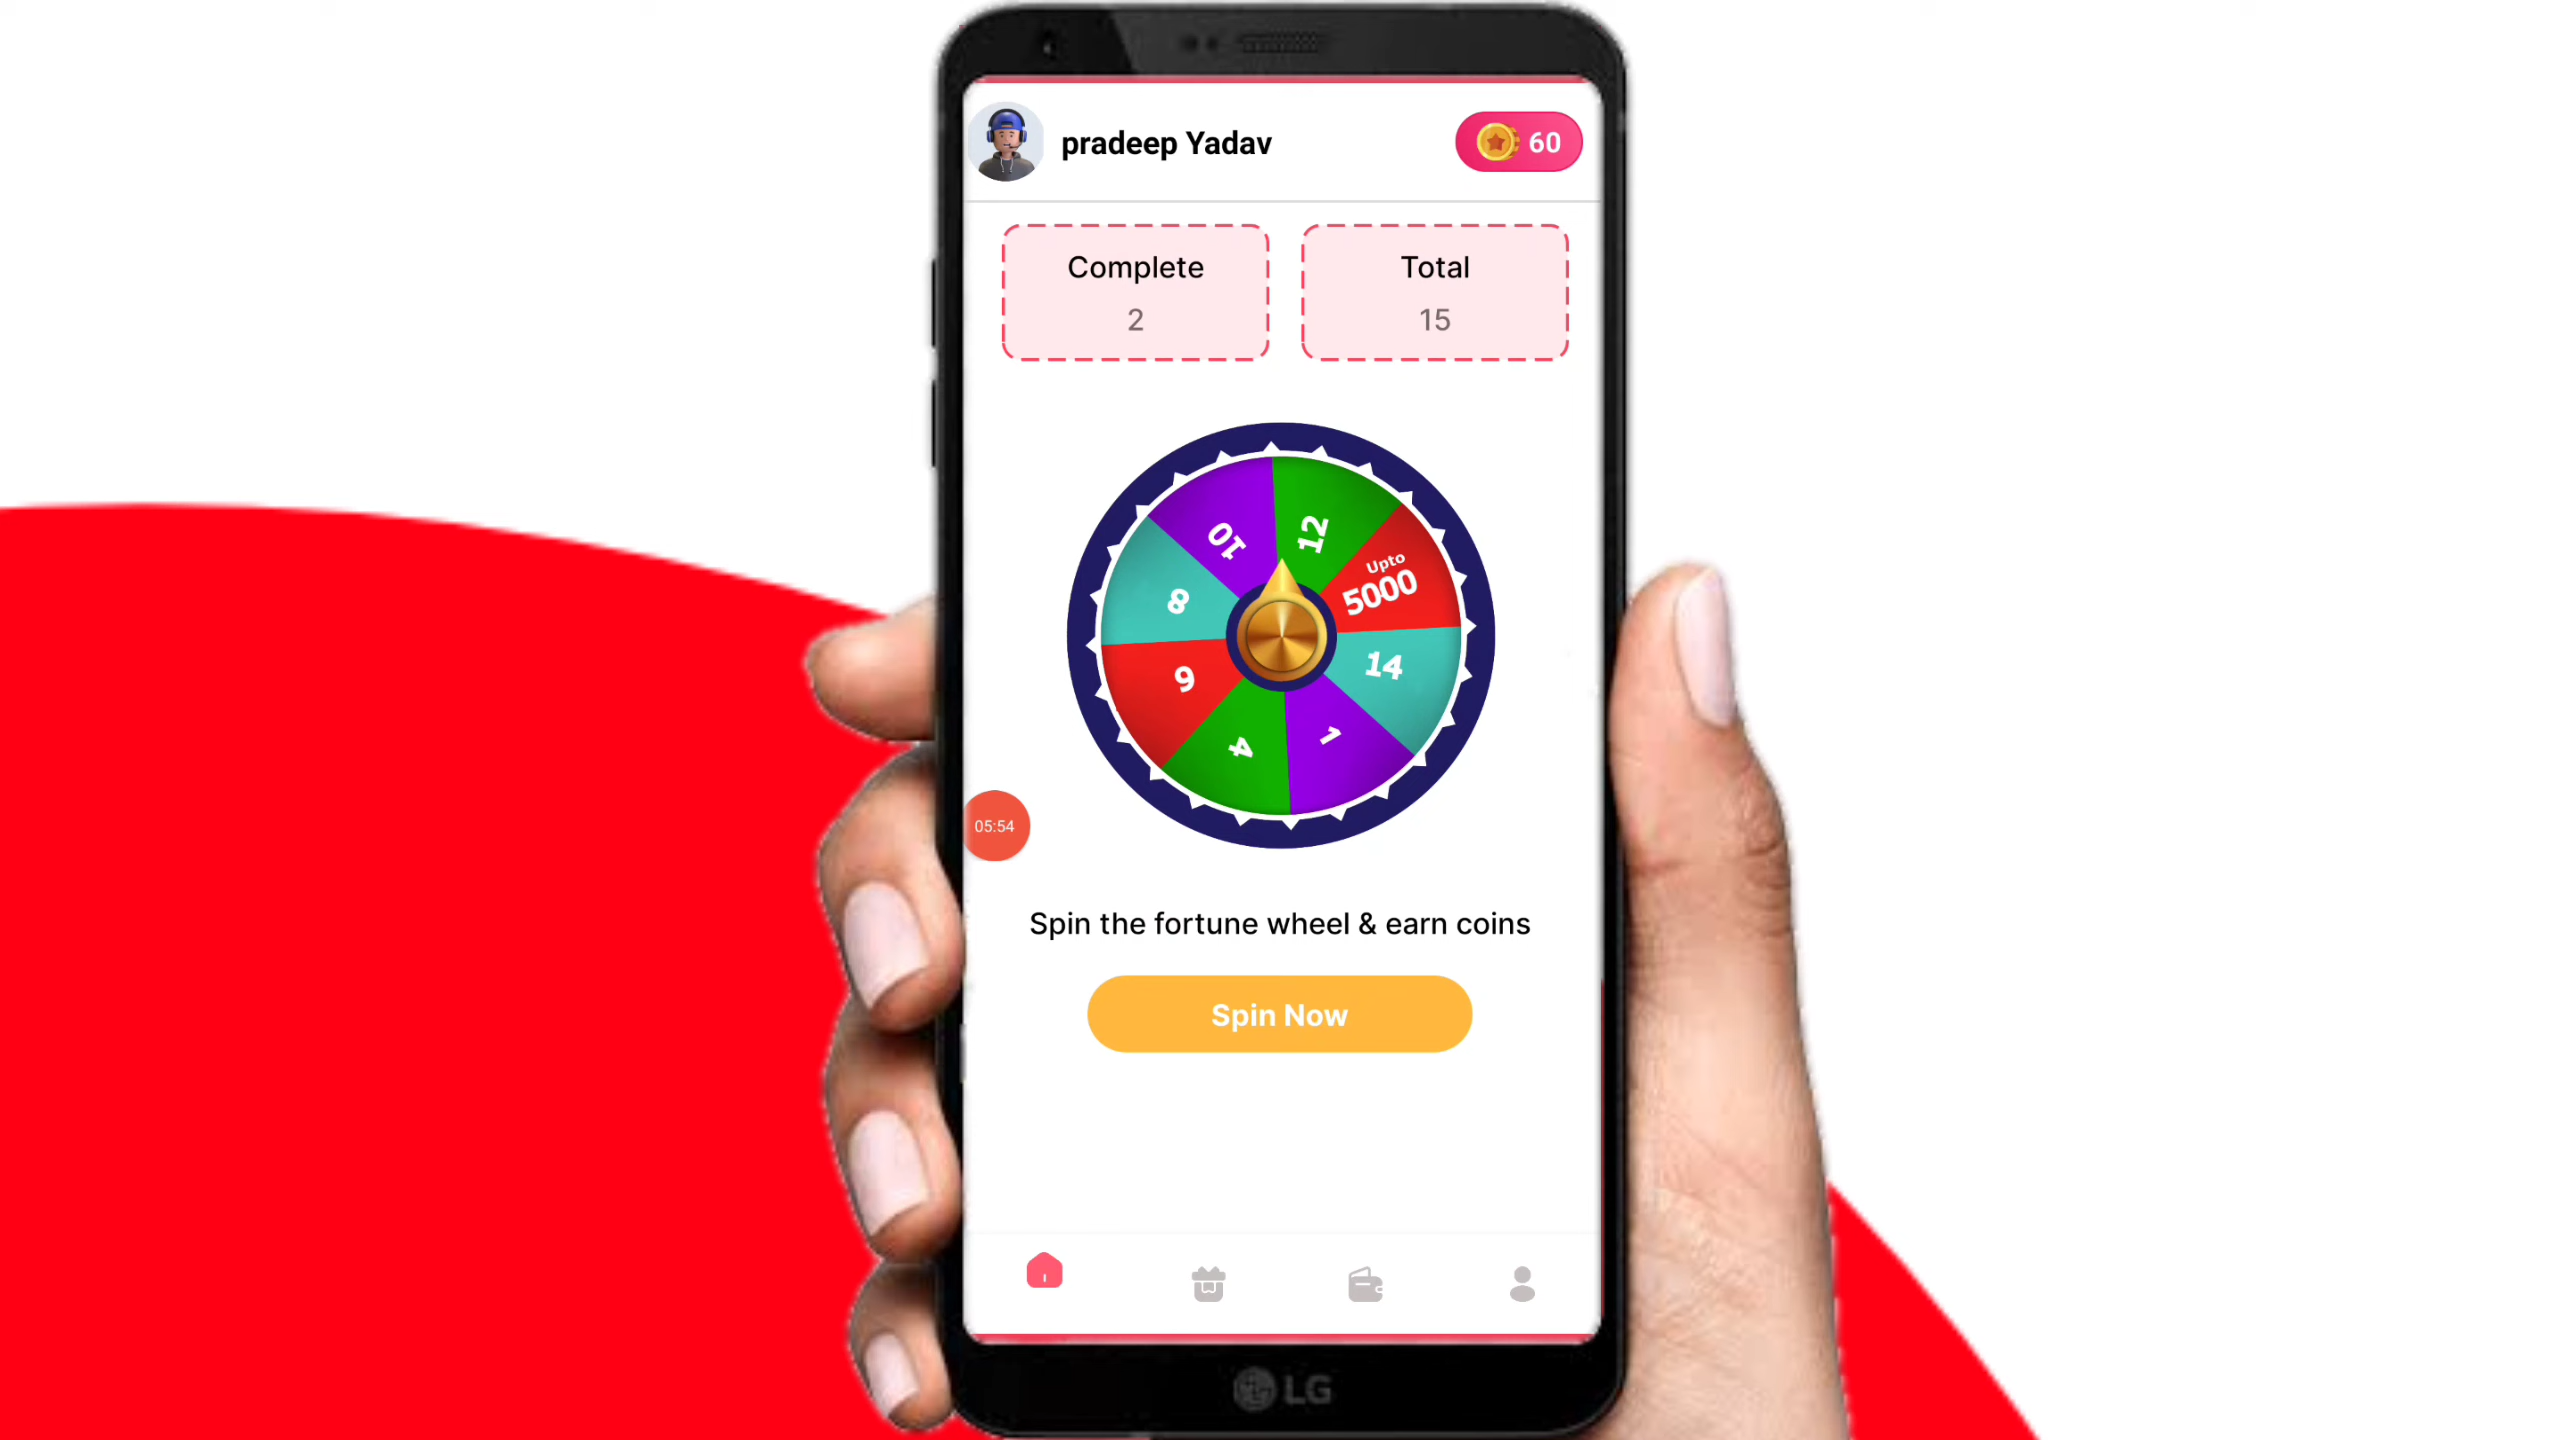 pradeep Yadav
60
Complete
2
Total
15
10
12
Upto
5000
8
14
9
1
4
05:54
Spin the fortune wheel & earn coins
Spin Now
LG